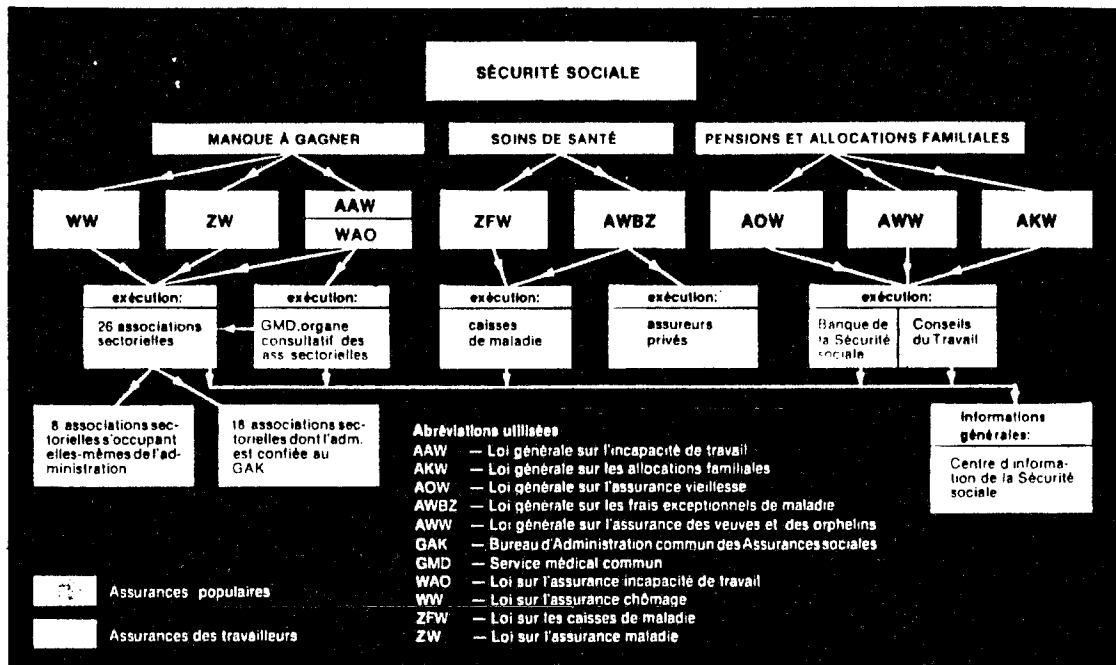 SÉCURITÉ SOCIALE
MANQUE À GAGNER
SOINS DE SANTÉ
PENSIONS ET ALLOCATIONS FAMILIALES
WW
ZW
AAW
WAO
ZFW
AWBZ
AOW
AWW
AKW
exécution:
26 associations
sectorielles
exécution:
GMD, organe
consultatif des
ass sectorielles
exécution:
caisses
de maladie
exécution:
assureurs
privés
exécution:
Banque de
la Sécurité
sociale
Conseils
du Travail
8 associations sec-
torielles s'occupant
elles-mêmes de l'ad-
ministration
18 associations sec-
torielles dont l'adm.
est confiée au
GAK
Informations
générales:
Centre d informa-
tion de la Sécurité
sociale
Abréviations utilisées
AAW — Loi générale sur l'incapacité de travail
AKW — Loi générale sur les allocations familiales
AOW — Loi générale sur l'assurance vieillesse
AWBZ — Loi générale sur les frais exceptionnels de maladie
AWW — Loi générale sur l'assurance des veuves et des orphelins
GAK — Bureau d'Administration commun des Assurances sociales
GMD — Service médical commun
WAO — Loi sur l'assurance incapacité de travail
WW — Loi sur l'assurance chômage
ZFW — Loi sur les caisses de maladie
ZW — Loi sur l'assurance maladie
Assurances populaires
Assurances des travailleurs